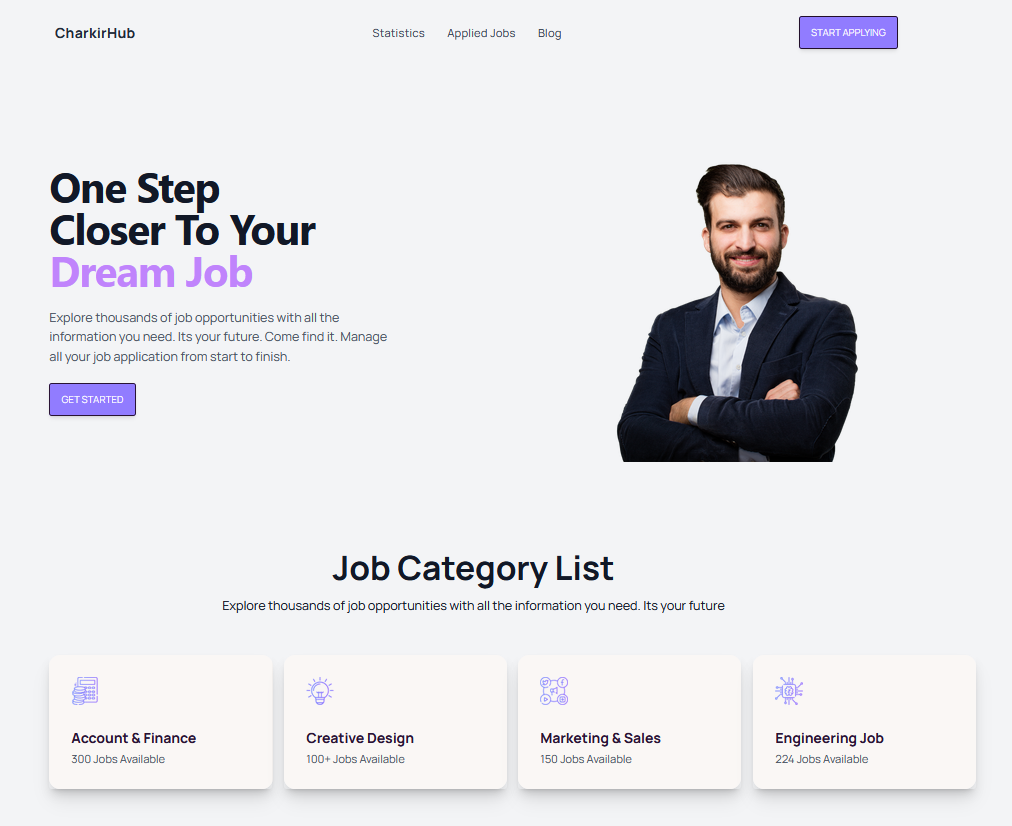 CharkirHub
Statistics Applied Jobs Blog
START APPLYING
One Step
Closer To Your
Dream Job
Explore thousands of job opportunities with all the
information you need. Its your future. Come find it. Manage
all your job application from start to finish.
GET STARTED
Job Category List
Explore thousands of job opportunities with all the information you need. Its your future
Account & Finance
300 Jobs Available
Creative Design
100+ Jobs Available
Marketing & Sales
150 Jobs Available
Engineering Job
224 Jobs Available